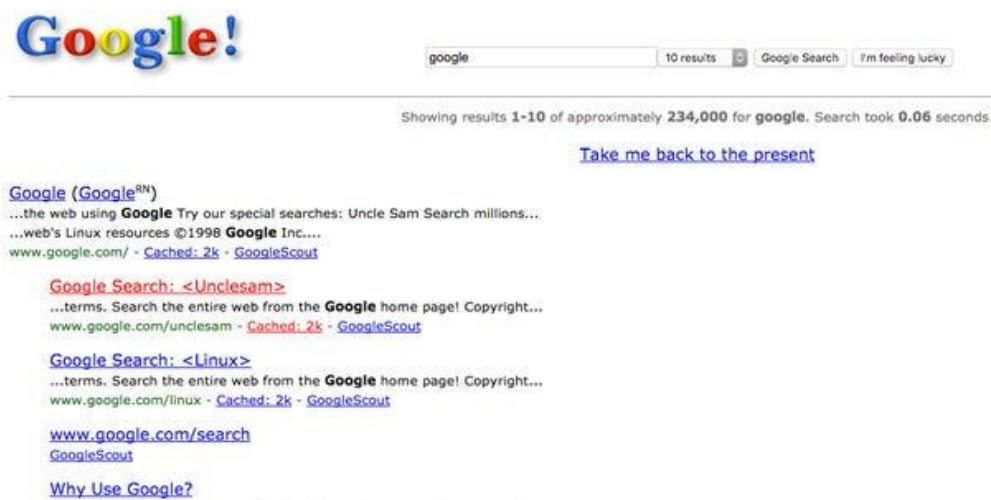 Google!
google 10 results Google Search I'm feeling lucky
Showing results 1-10 of approximately 234,000 for google. Search took 0.06 seconds.
Take me back to the present
Google (GoogleRN)
...the web using Google Try our special searches: Uncle Sam Search millions...
...web's Linux resources ©1998 Google Inc....
www.google.com/ - Cached: 2k - GoogleScout
Google Search: <Unclesam>
...terms. Search the entire web from the Google home page! Copyright...
www.google.com/unclesam - Cached: 2k - GoogleScout
Google Search: <Linux>
...terms. Search the entire web from the Google home page! Copyright...
www.google.com/linux - Cached: 2k - GoogleScout
www.google.com/search
GoogleScout
Why Use Google?